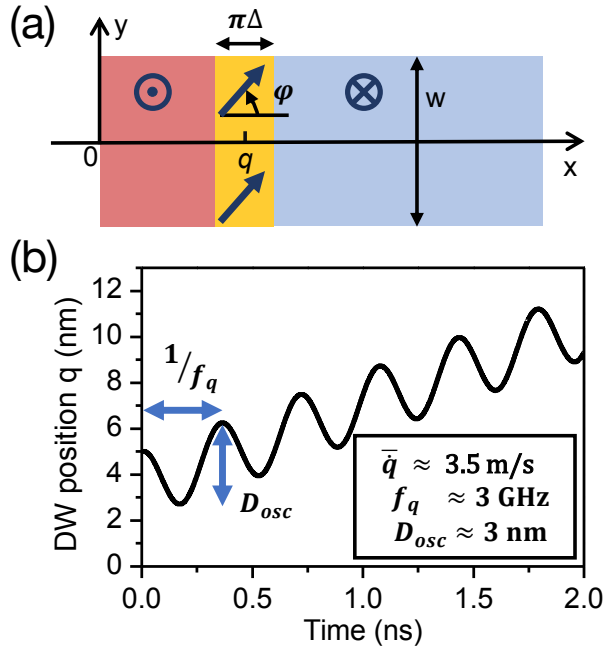 (a)
y
πΔ
φ
w
0
q
x
(b)
DW position q (nm)
12
10
8
6
4
2
0
1/f_q
D_osc
q̇̅ ≈ 3.5 m/s
f_q ≈ 3 GHz
D_osc ≈ 3 nm
0.0 0.5 1.0 1.5 2.0
Time (ns)